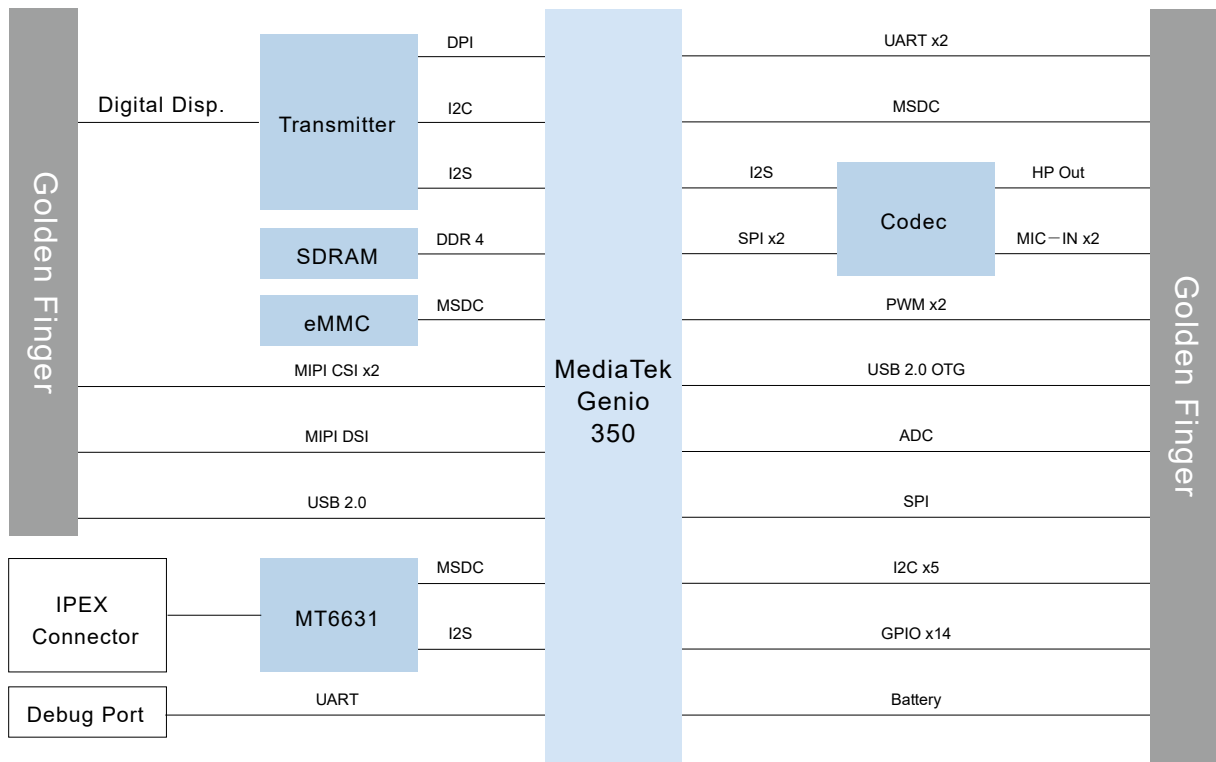 Golden Finger
Digital Disp.
Transmitter
DPI
I2C
I2S
SDRAM
DDR 4
eMMC
MSDC
MIPI CSI x2
MIPI DSI
USB 2.0
IPEX
Connector
MT6631
MSDC
I2S
Debug Port
UART
MediaTek
Genio
350
UART x2
MSDC
I2S
SPI x2
Codec
HP Out
MIC－IN x2
PWM x2
USB 2.0 OTG
ADC
SPI
I2C x5
GPIO x14
Battery
Golden Finger